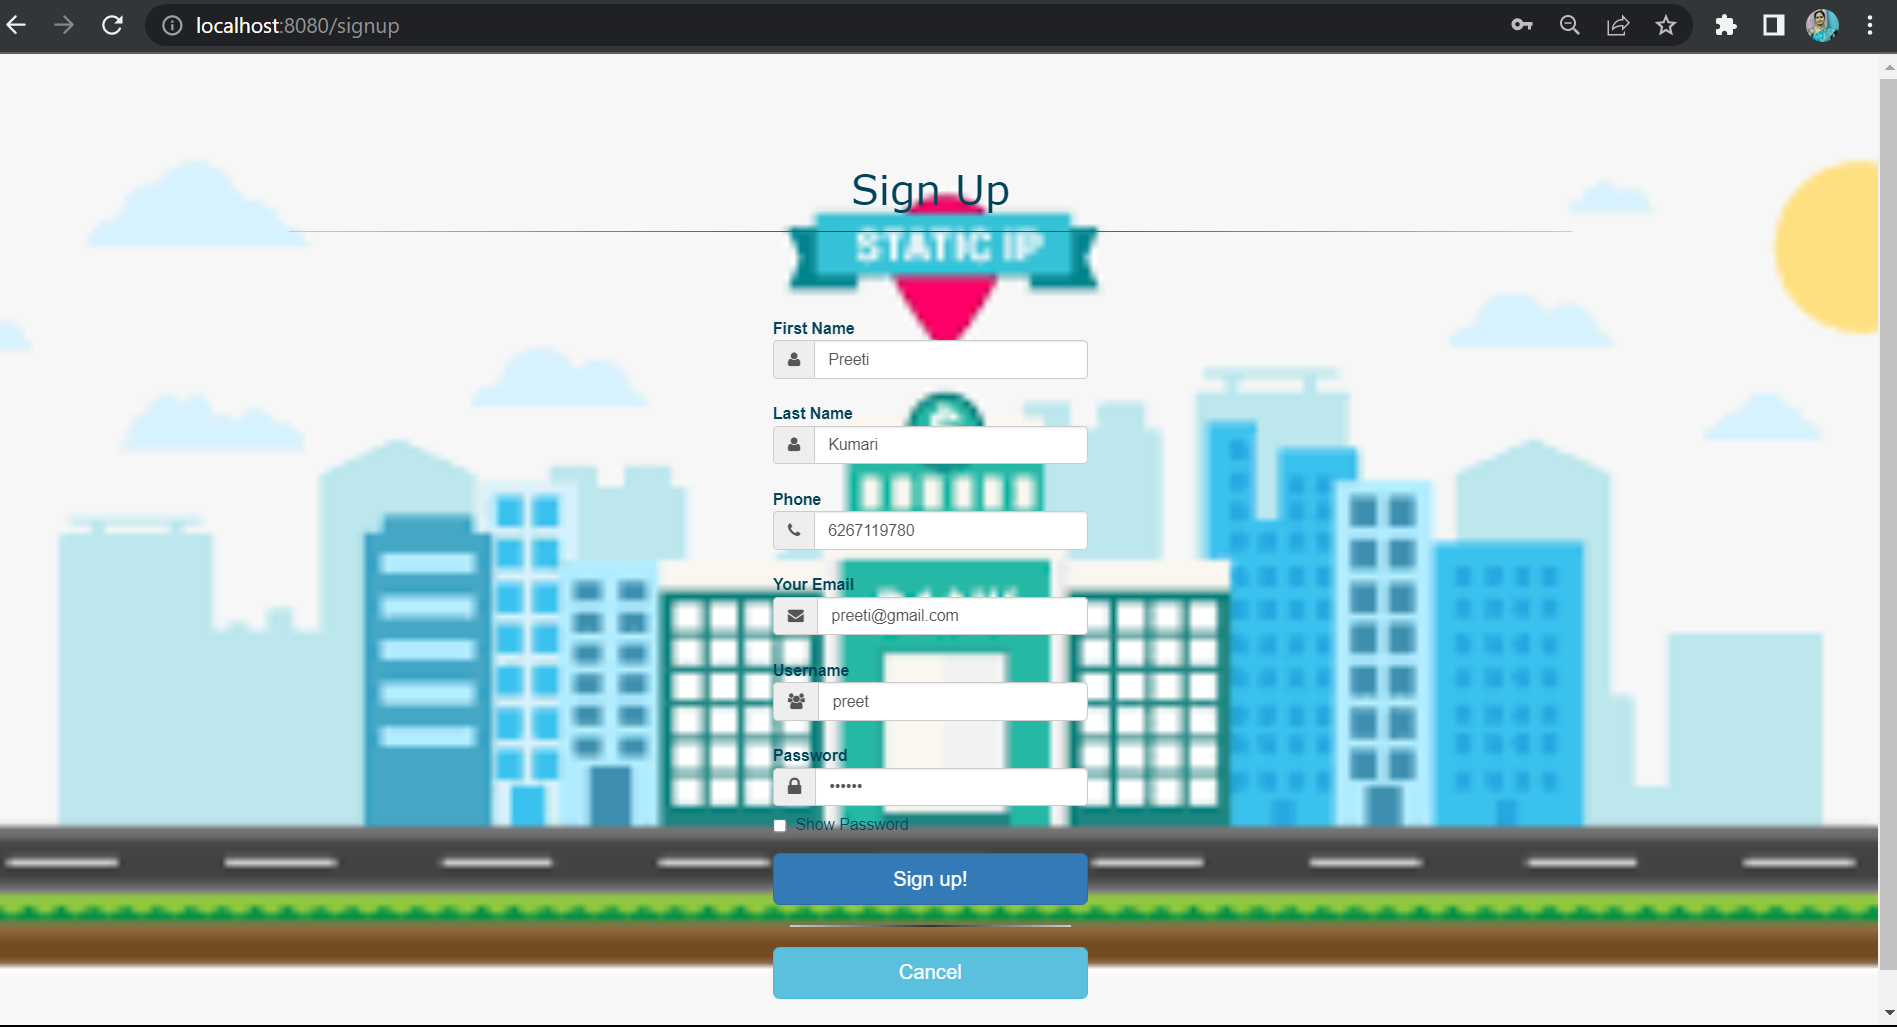 localhost:8080/signup
Sign Up
STATIC IP
First Name
Preeti
Last Name
Kumari
Phone
6267119780
Your Email
preeti@gmail.com
Username
preet
Password
••••••
Show Password
Sign up!
Cancel